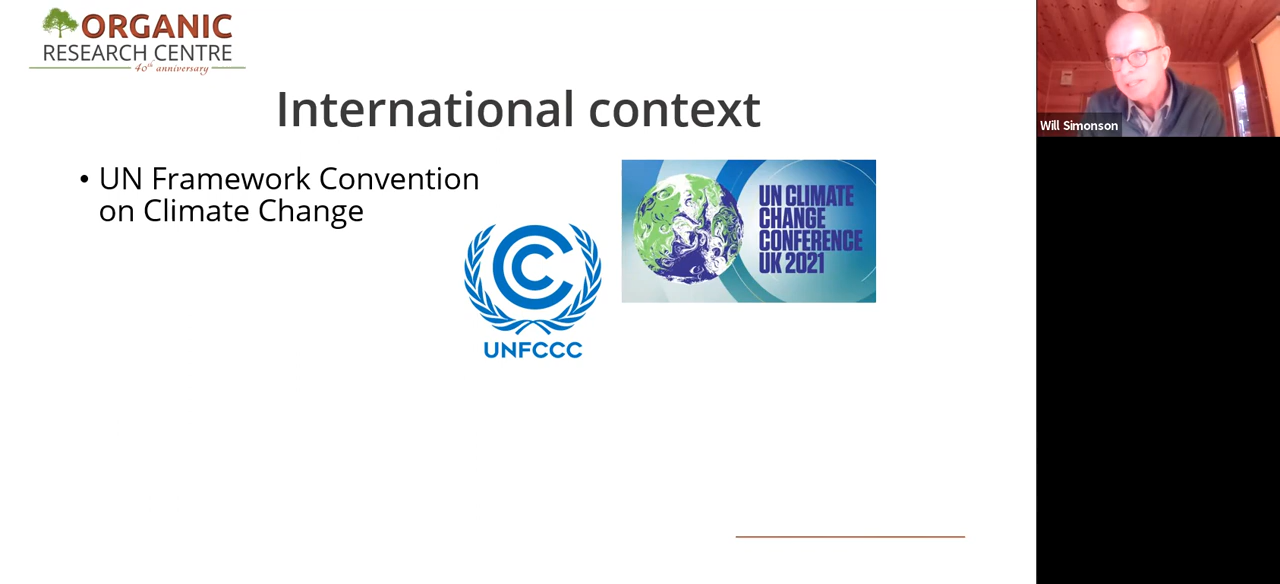 ORGANIC
RESEARCH CENTRE
40th anniversary
International context
• UN Framework Convention
on Climate Change
UNFCCC
UN CLIMATE
CHANGE
CONFERENCE
UK 2021
Will Simonson